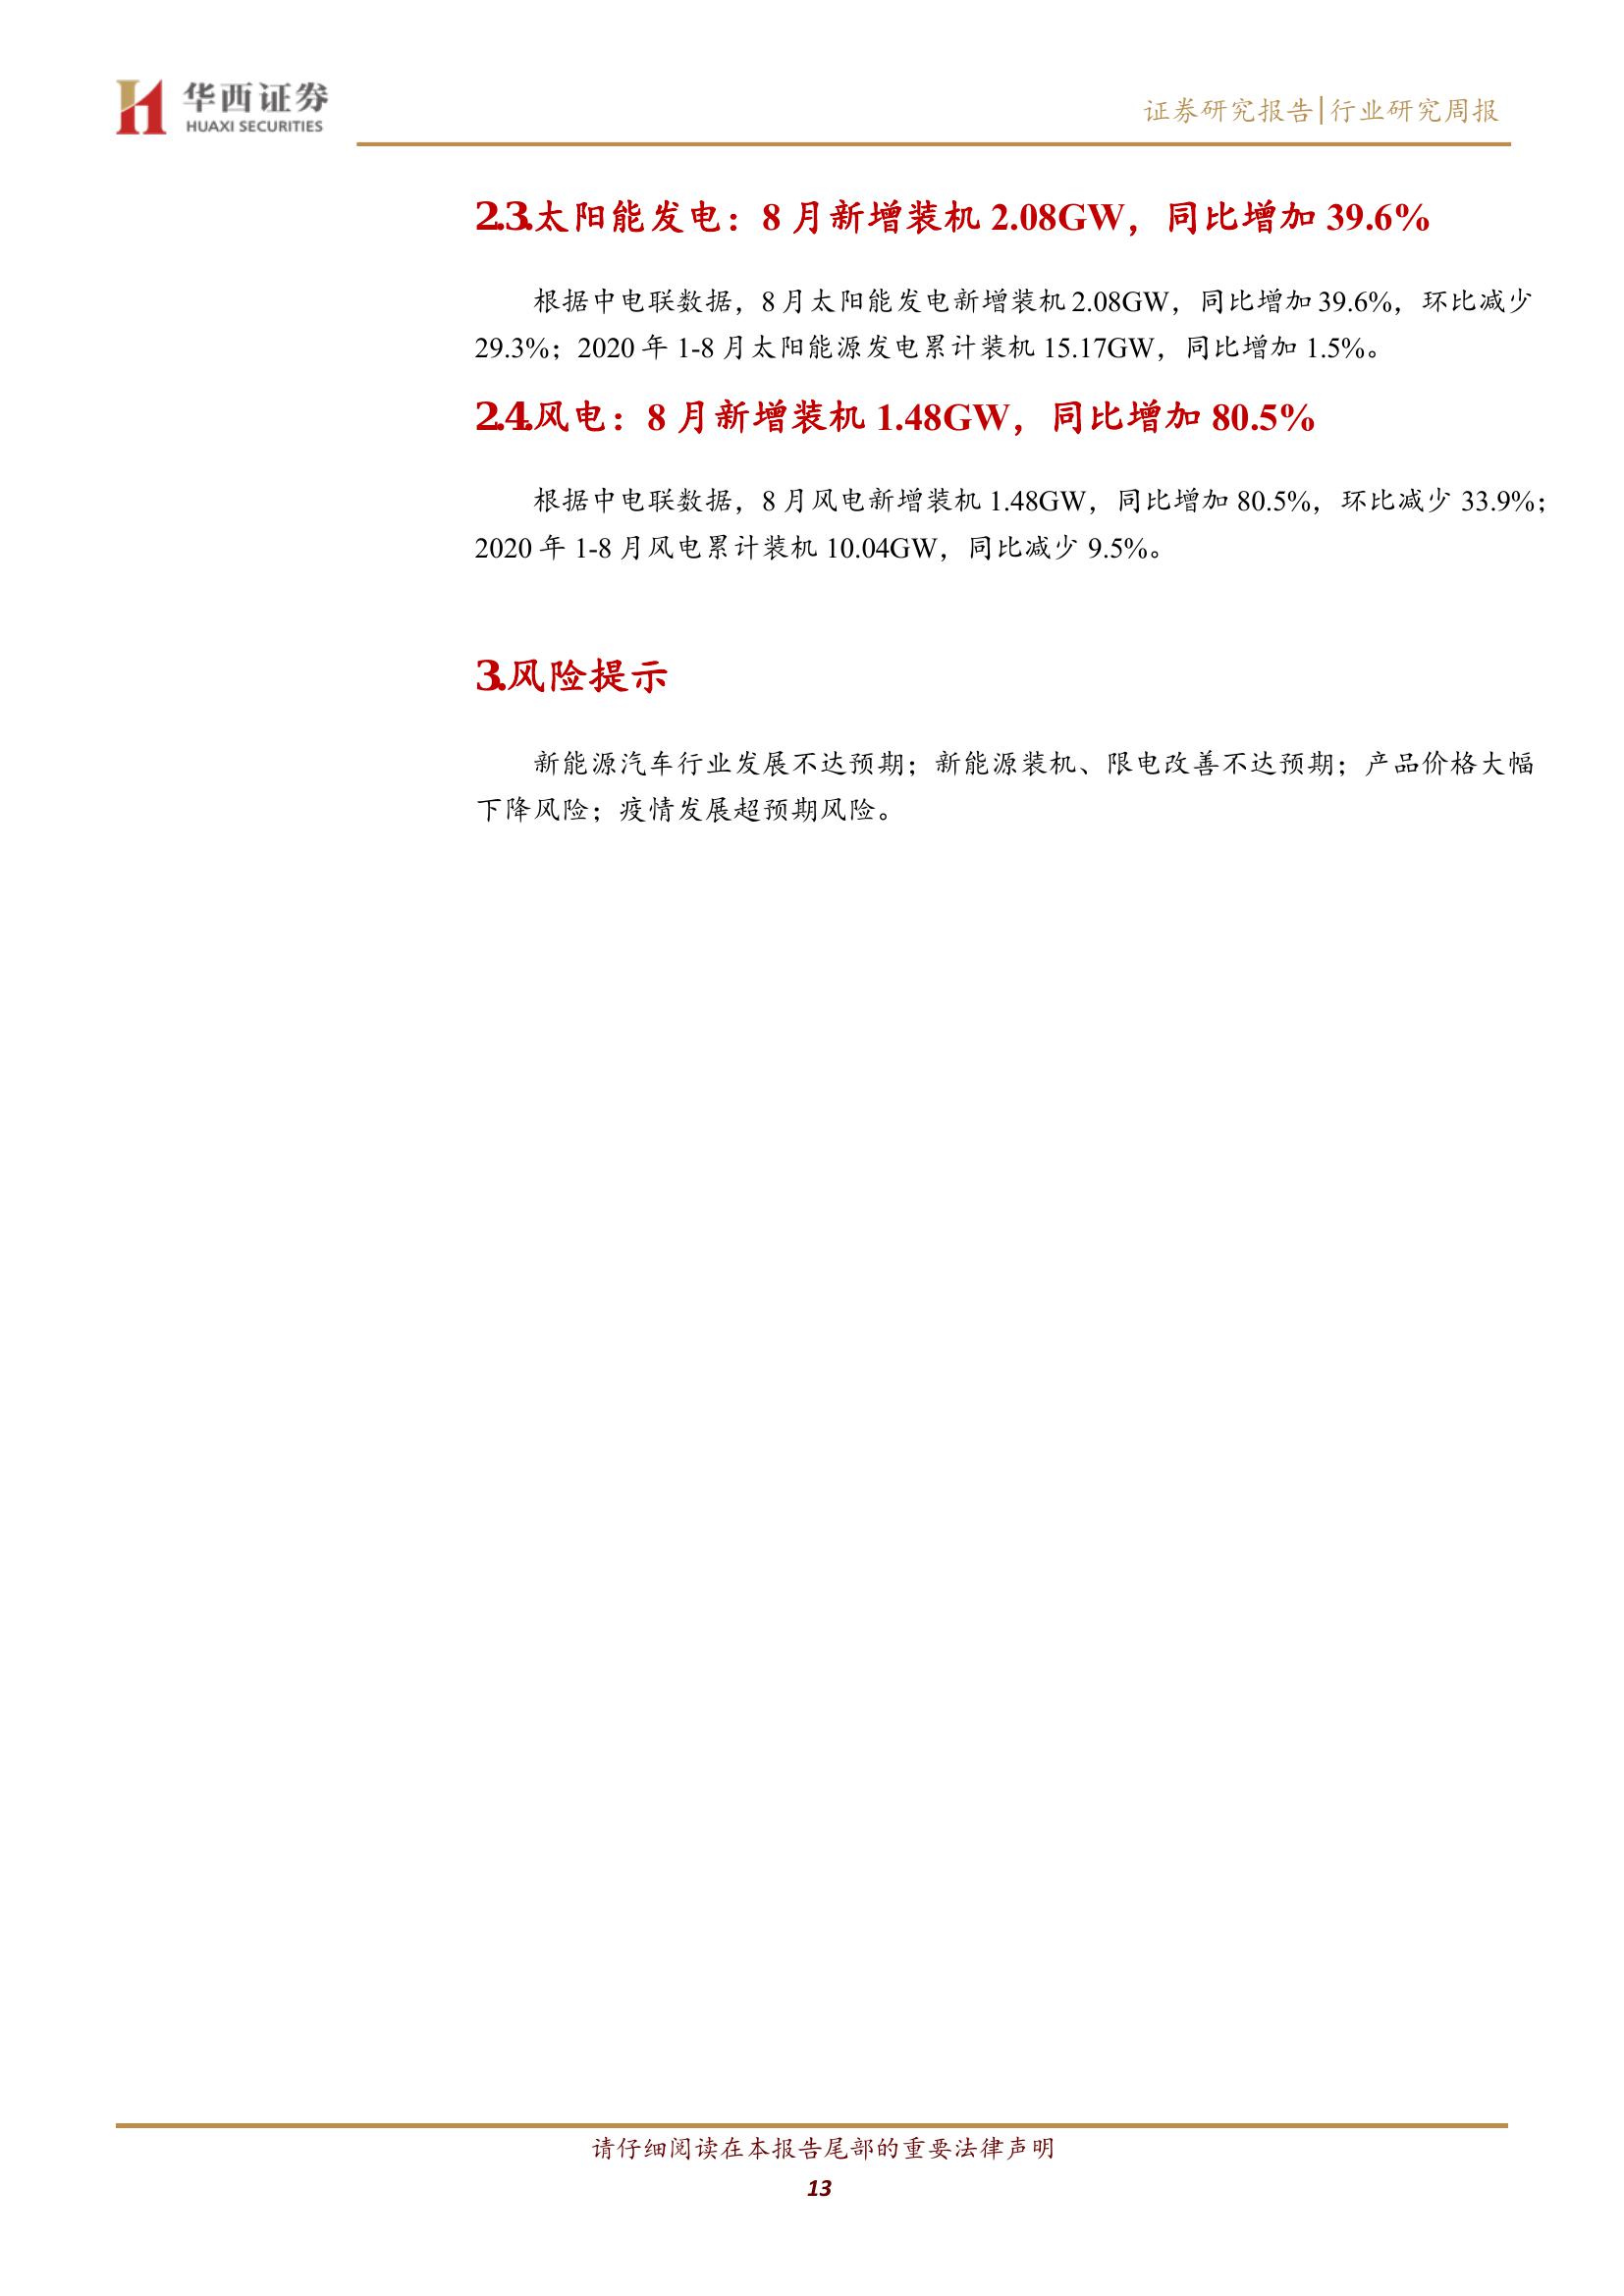 华西证券
HUAXI SECURITIES
证券研究报告|行业研究周报
2.3.太阳能发电：8 月新增装机 2.08GW，同比增加 39.6%
根据中电联数据，8 月太阳能发电新增装机 2.08GW，同比增加 39.6%，环比减少
29.3%；2020 年 1-8 月太阳能源发电累计装机 15.17GW，同比增加 1.5%。
2.4.风电：8 月新增装机 1.48GW，同比增加 80.5%
根据中电联数据，8 月风电新增装机 1.48GW，同比增加 80.5%，环比减少 33.9%；
2020 年 1-8 月风电累计装机 10.04GW，同比减少 9.5%。
3.风险提示
新能源汽车行业发展不达预期；新能源装机、限电改善不达预期；产品价格大幅
下降风险；疫情发展超预期风险。
请仔细阅读在本报告尾部的重要法律声明
13